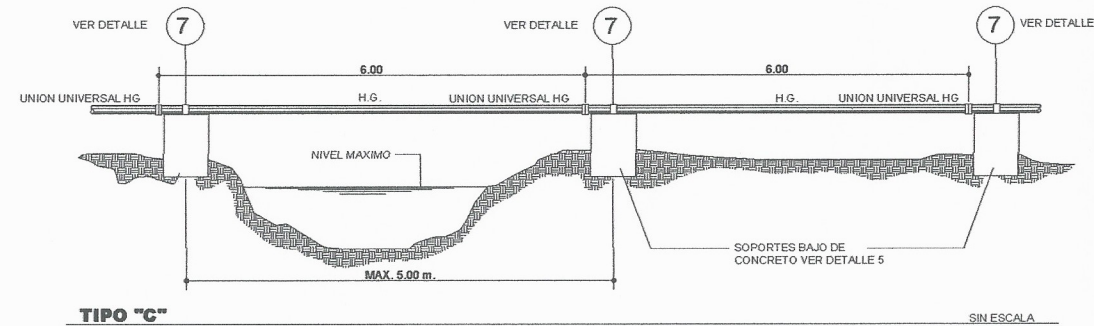 VER DETALLE 7 VER DETALLE 7 7 VER DETALLE
6.00 6.00
UNION UNIVERSAL HG H.G. UNION UNIVERSAL HG H.G. UNION UNIVERSAL HG
NIVEL MAXIMO
SOPORTES BAJO DE
CONCRETO VER DETALLE 5
MAX. 5.00 m.
TIPO "C" SIN ESCALA